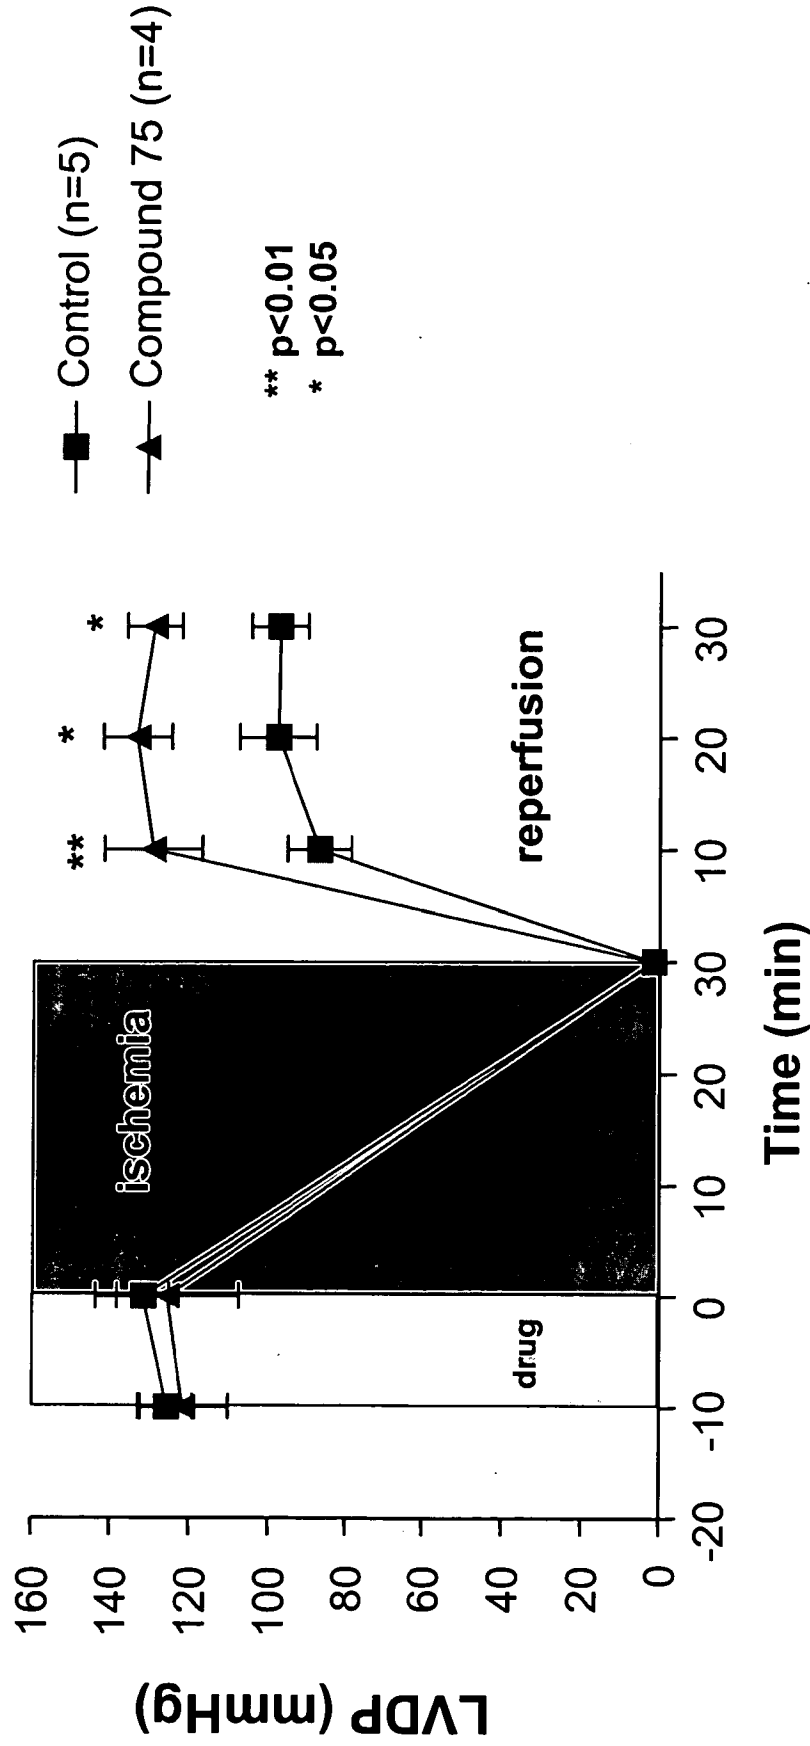 Control (n=5)
Compound 75 (n=4)
** p<0.01
* p<0.05
LVDP (mmHg)
160
140
120
100
80
60
40
20
0
ischemia
drug
reperfusion
**
*
*
-20
-10
0
10
20
30
10
20
30
Time (min)